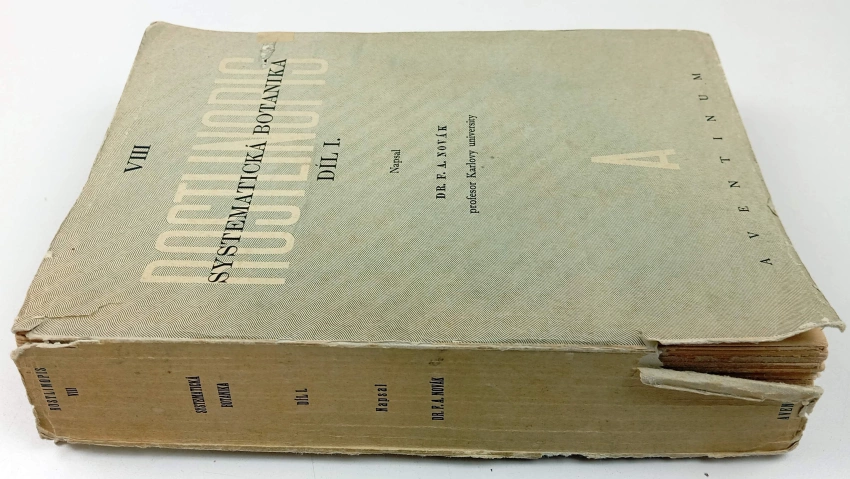 VIII
ROSTLINOPIS
SYSTEMATICKÁ BOTANIKA
DÍL I.
Napsal
DR. F. A. NOVÁK
profesor Karlovy university
A
AVENTINUM
ROSTLINOPIS
VIII
SYSTEMATICKÁ
BOTANIKA
DÍL I.
Napsal
DR. F. A. NOVÁK
AVEN